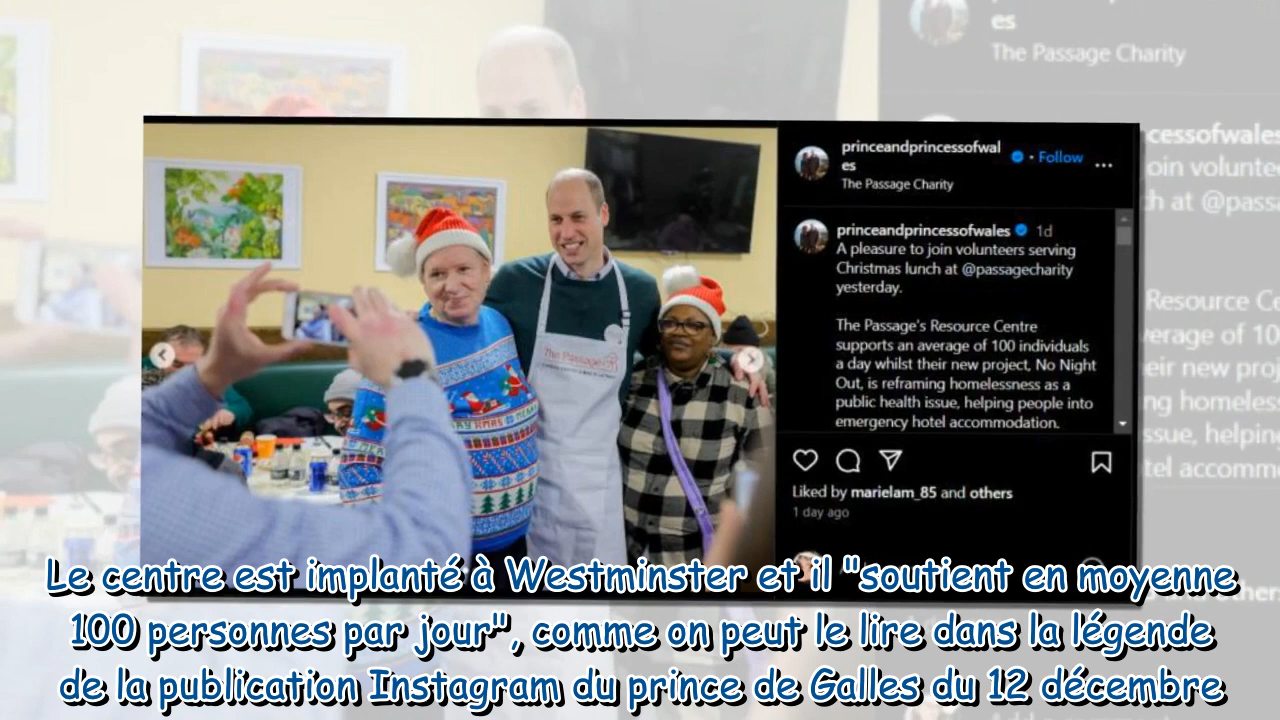 es
The Passage Charity
princeandprincessofwal
es
• Follow
The Passage Charity
princeandprincessofwales 1d
A pleasure to join volunteers serving
Christmas lunch at @passagecharity
yesterday.
The Passage's Resource Centre
supports an average of 100 individuals
a day whilst their new project, No Night
Out, is reframing homelessness as a
public health issue, helping people into
emergency hotel accommodation.
Liked by marielam_85 and others
1 day ago
The Passage
Le centre est implanté à Westminster et il "soutient en moyenne
100 personnes par jour", comme on peut le lire dans la légende
de la publication Instagram du prince de Galles du 12 décembre